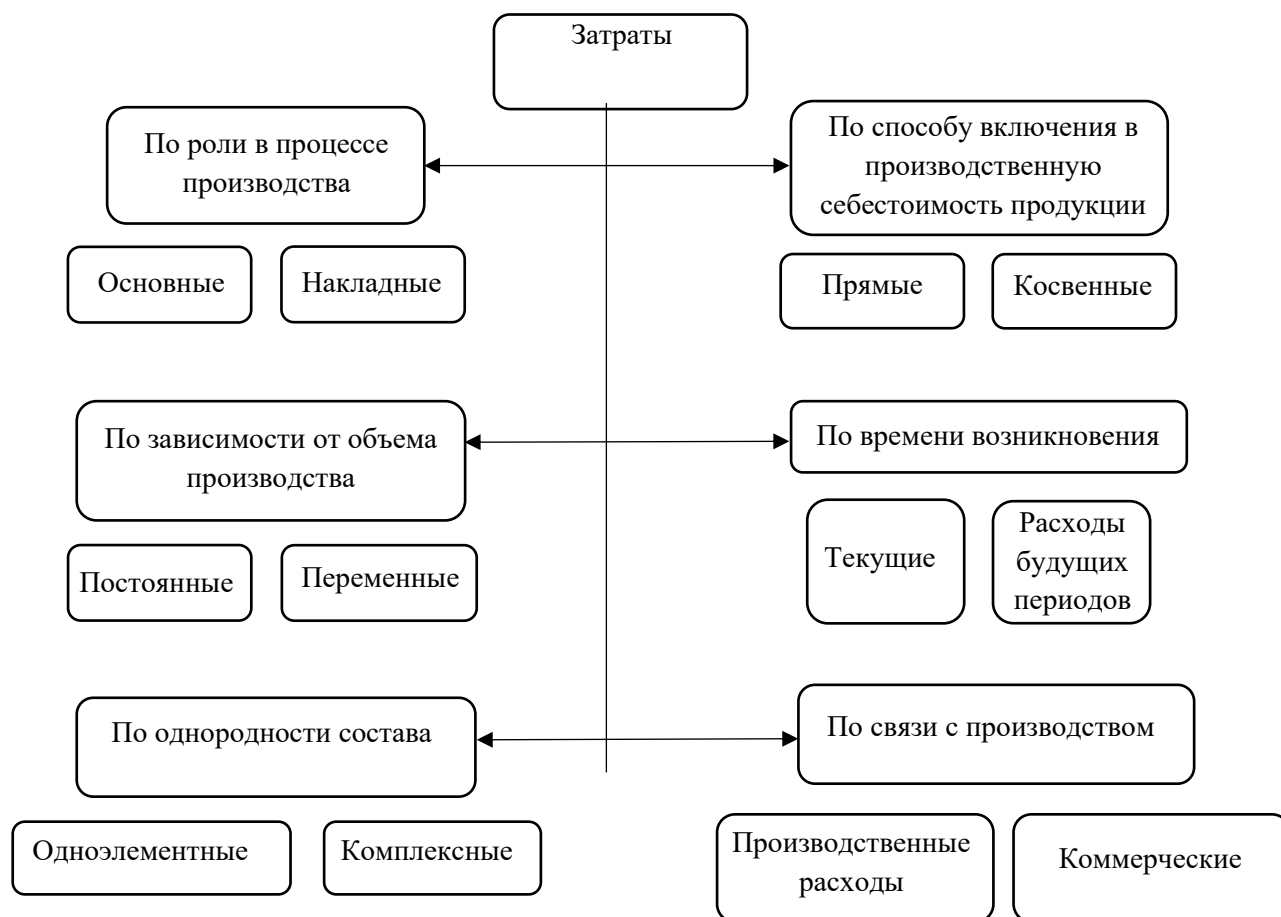 Затраты
По роли в процессе
производства
По способу включения в
производственную
себестоимость продукции
Основные
Накладные
Прямые
Косвенные
По зависимости от объема
производства
По времени возникновения
Постоянные
Переменные
Текущие
Расходы
будущих
периодов
По однородности состава
По связи с производством
Одноэлементные
Комплексные
Производственные
расходы
Коммерческие